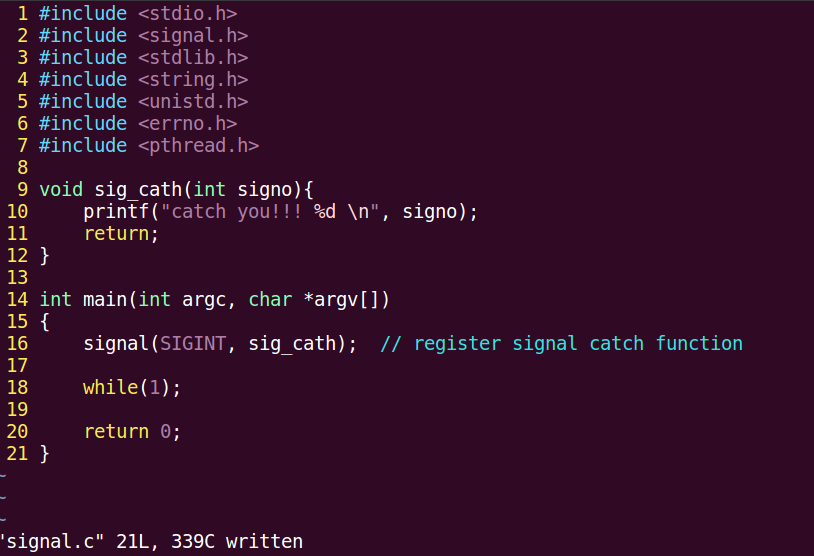 1 #include <stdio.h>
2 #include <signal.h>
3 #include <stdlib.h>
4 #include <string.h>
5 #include <unistd.h>
6 #include <errno.h>
7 #include <pthread.h>
8
9 void sig_cath(int signo){
10     printf("catch you!!! %d \n", signo);
11     return;
12 }
13
14 int main(int argc, char *argv[])
15 {
16     signal(SIGINT, sig_cath);  // register signal catch function
17
18     while(1);
19
20     return 0;
21 }
~
~
~
"signal.c" 21L, 339C written